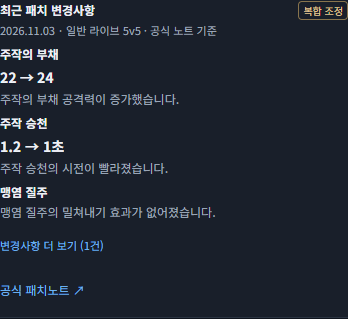 최근 패치 변경사항
복합 조정
2026.11.03 · 일반 라이브 5v5 · 공식 노트 기준
주작의 부채
22 → 24
주작의 부채 공격력이 증가했습니다.
주작 승천
1.2 → 1초
주작 승천의 시전이 빨라졌습니다.
맹염 질주
맹염 질주의 밀쳐내기 효과가 없어졌습니다.
변경사항 더 보기 (1건)
공식 패치노트 ↗